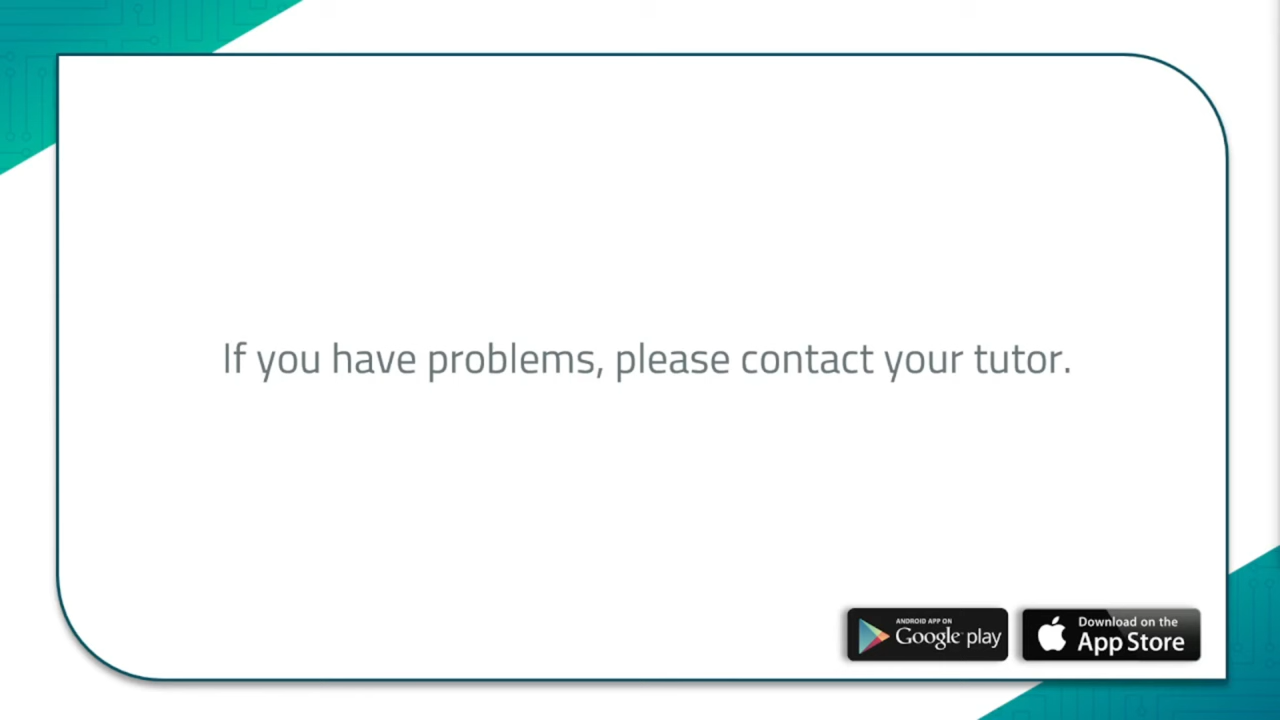 If you have problems, please contact your tutor.
ANDROID APP ON
Google play
Download on the
App Store